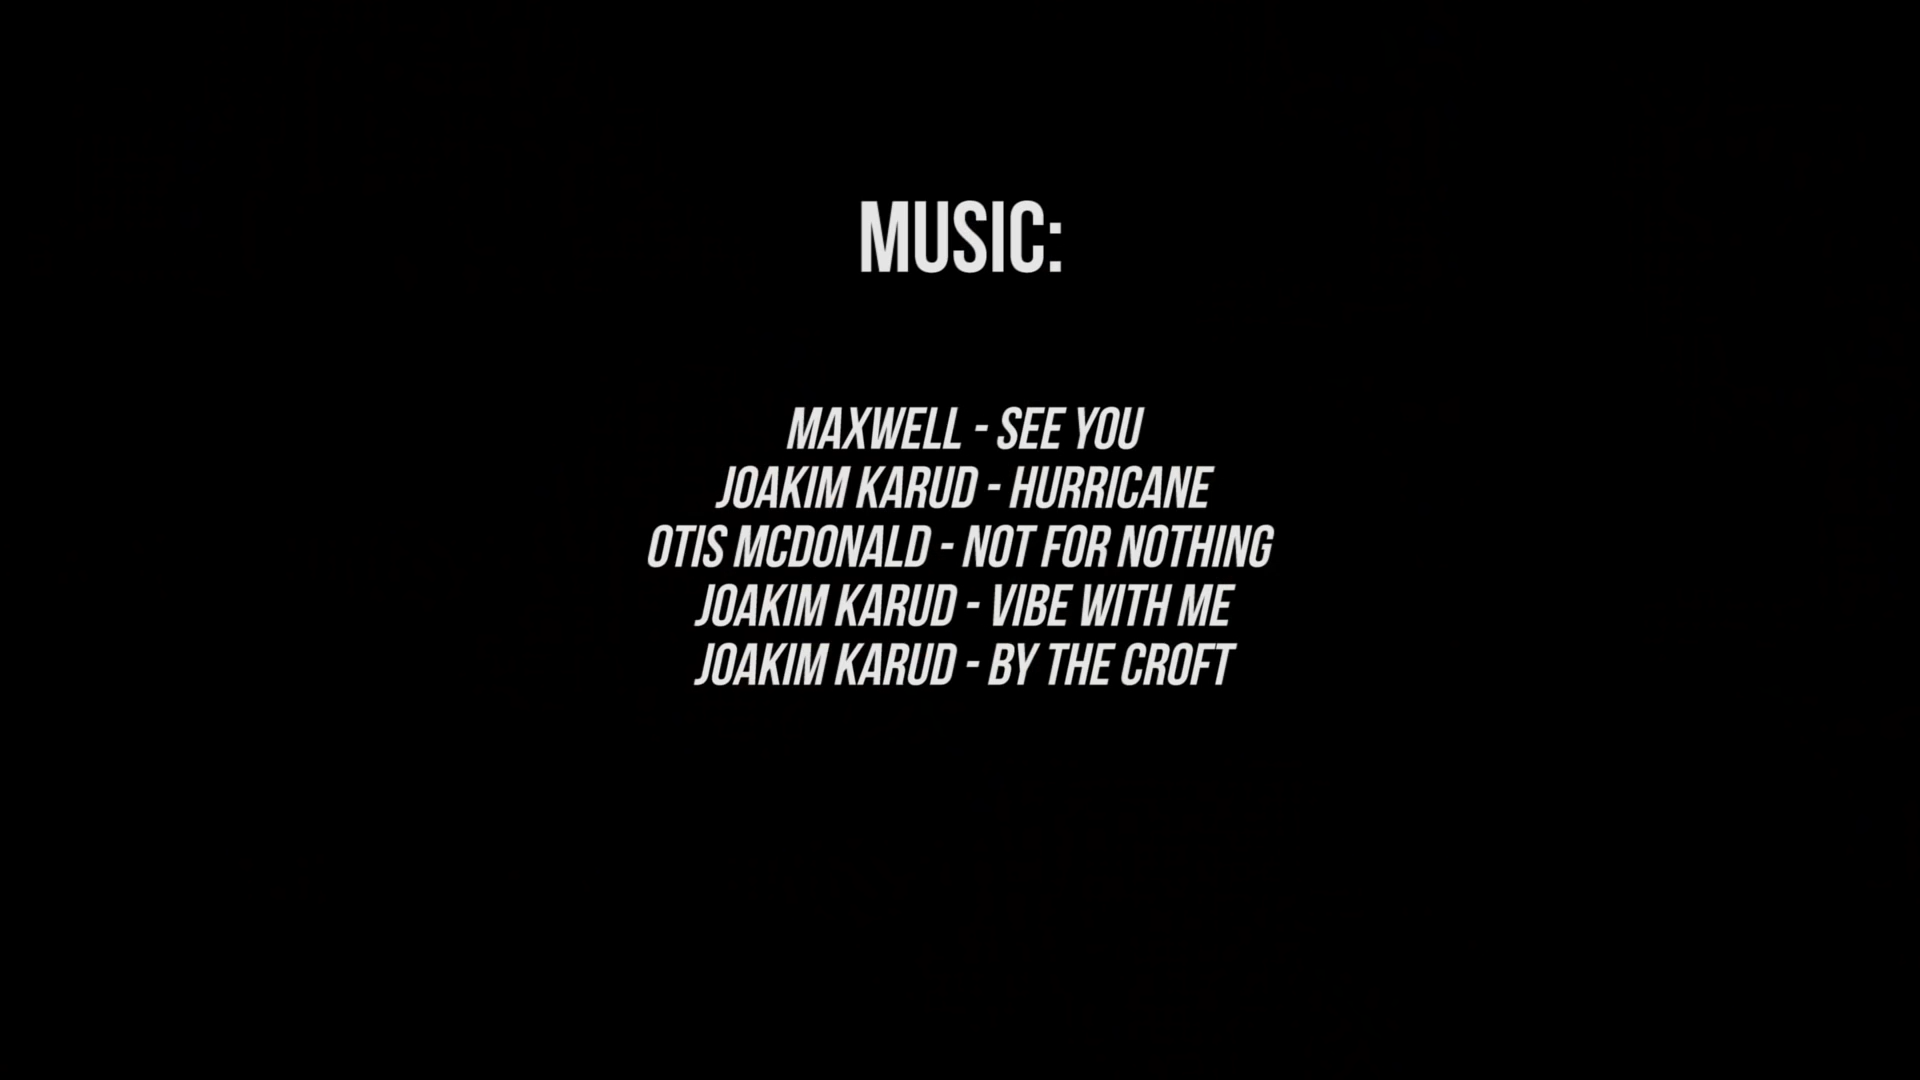 MUSIC:
MAXWELL - SEE YOU
JOAKIM KARUD - HURRICANE
OTIS MCDONALD - NOT FOR NOTHING
JOAKIM KARUD - VIBE WITH ME
JOAKIM KARUD - BY THE CROFT